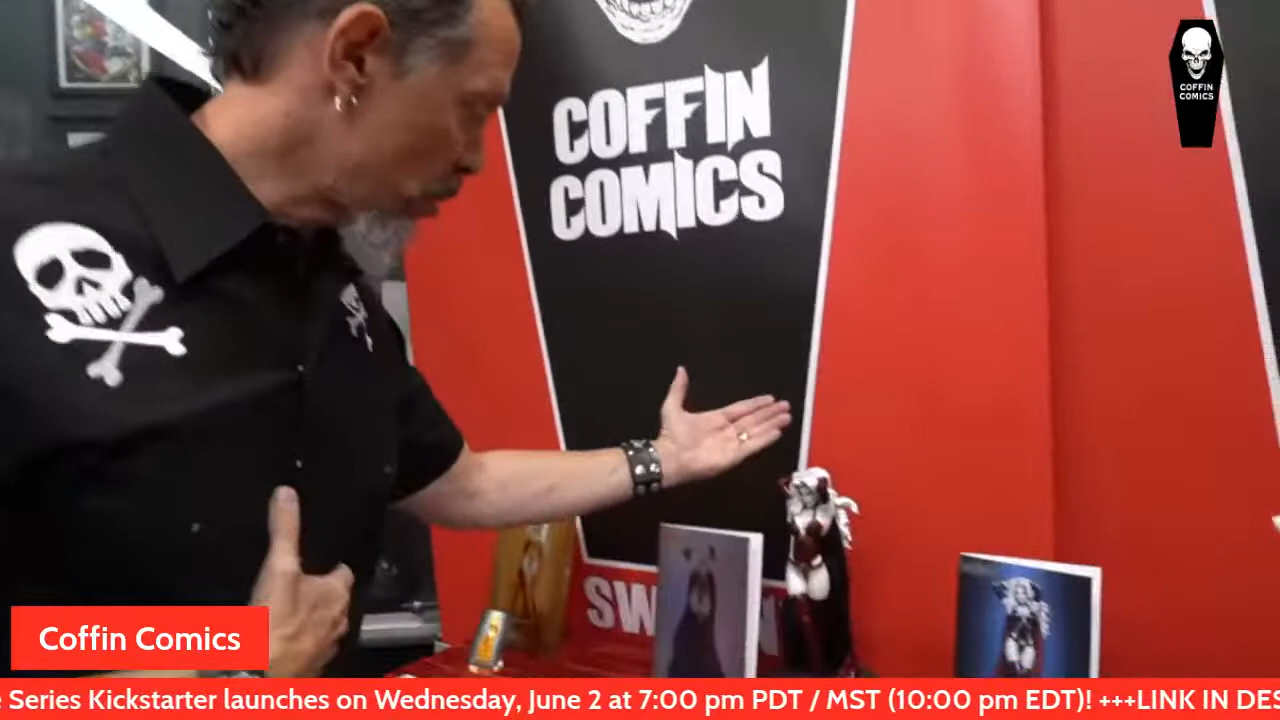 COFFIN
COMICS
COFFIN
COMICS
SW
N
Coffin Comics
e Series Kickstarter launches on Wednesday, June 2 at 7:00 pm PDT / MST (10:00 pm EDT)! +++LINK IN DES